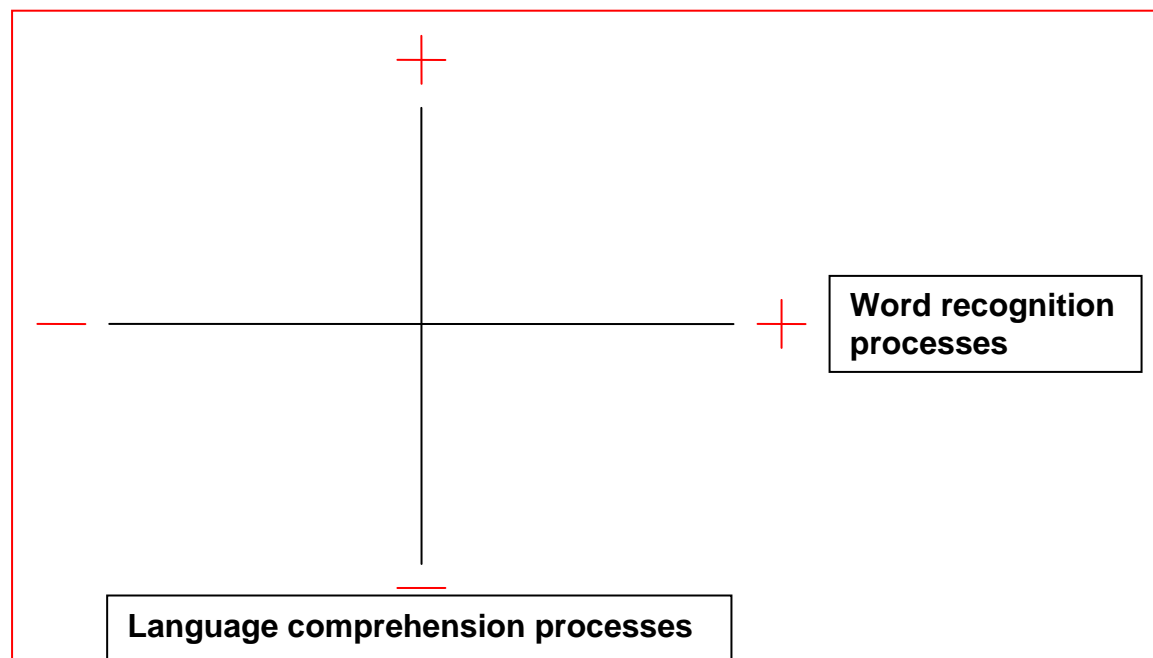 +
–
+
Word recognition
processes
–
Language comprehension processes